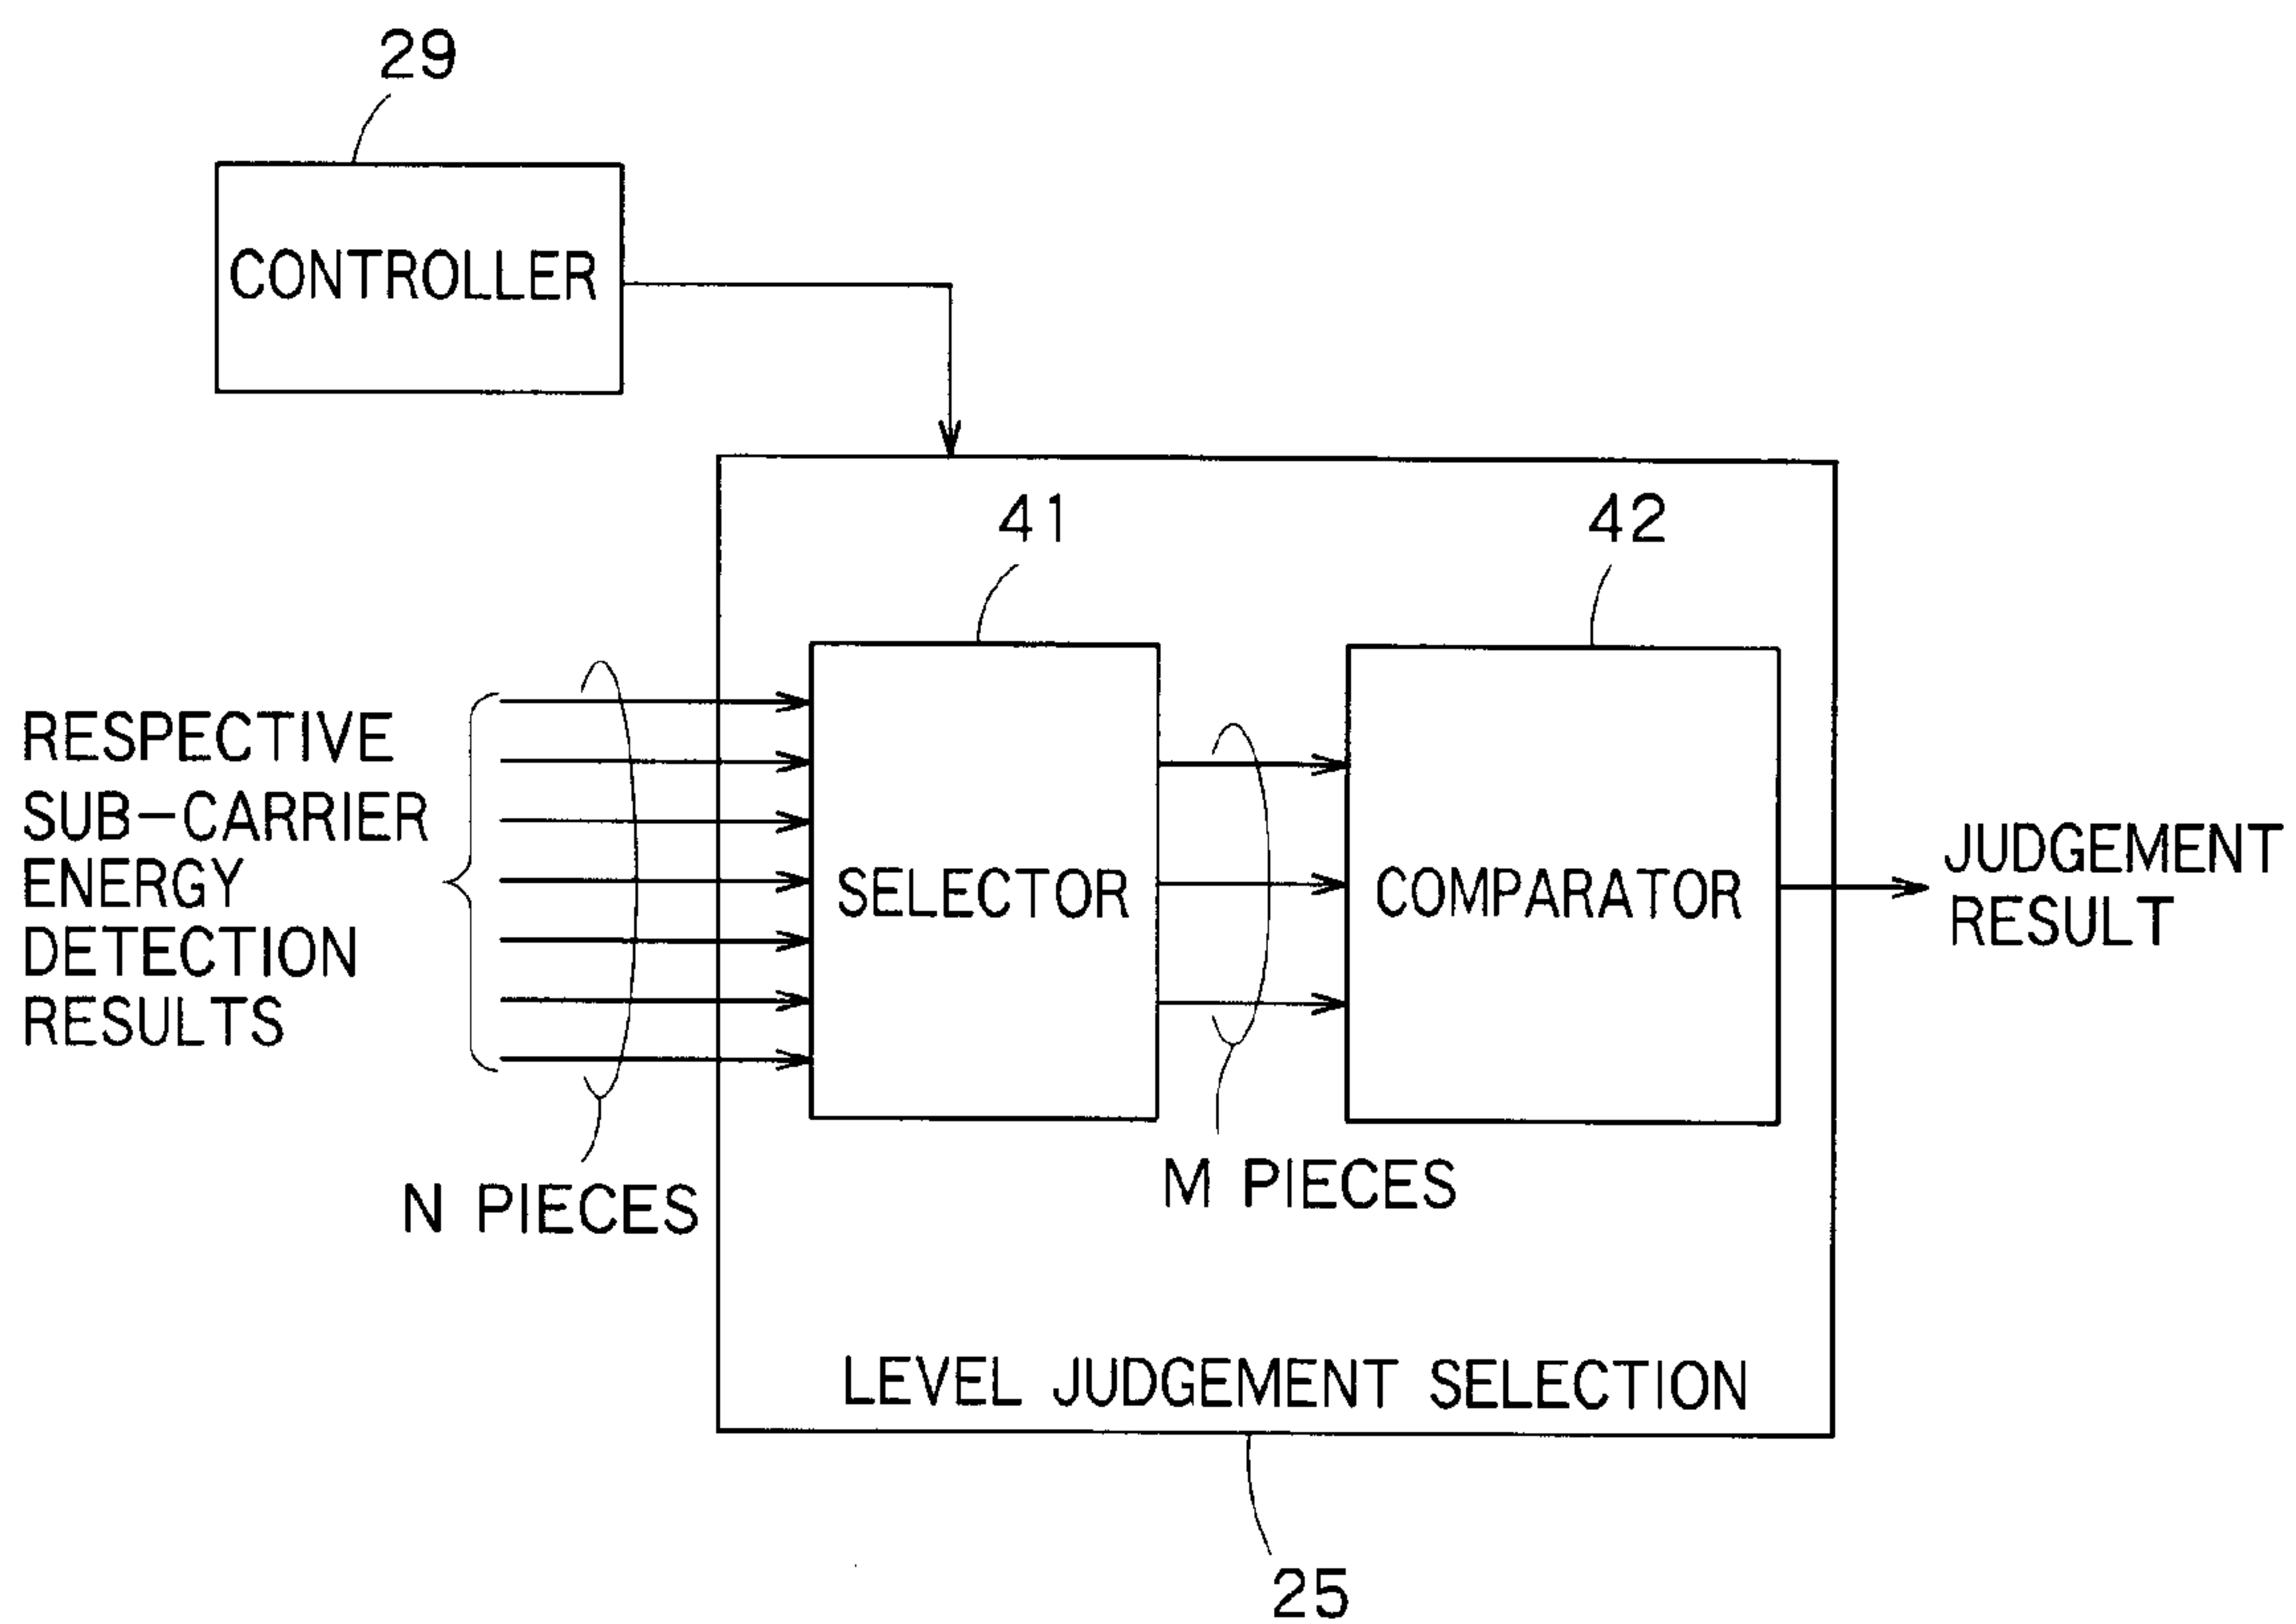 29
CONTROLLER
41
42
RESPECTIVE
SUB-CARRIER
ENERGY
DETECTION
RESULTS
SELECTOR
COMPARATOR
JUDGEMENT
RESULT
N PIECES
M PIECES
LEVEL JUDGEMENT SELECTION
25